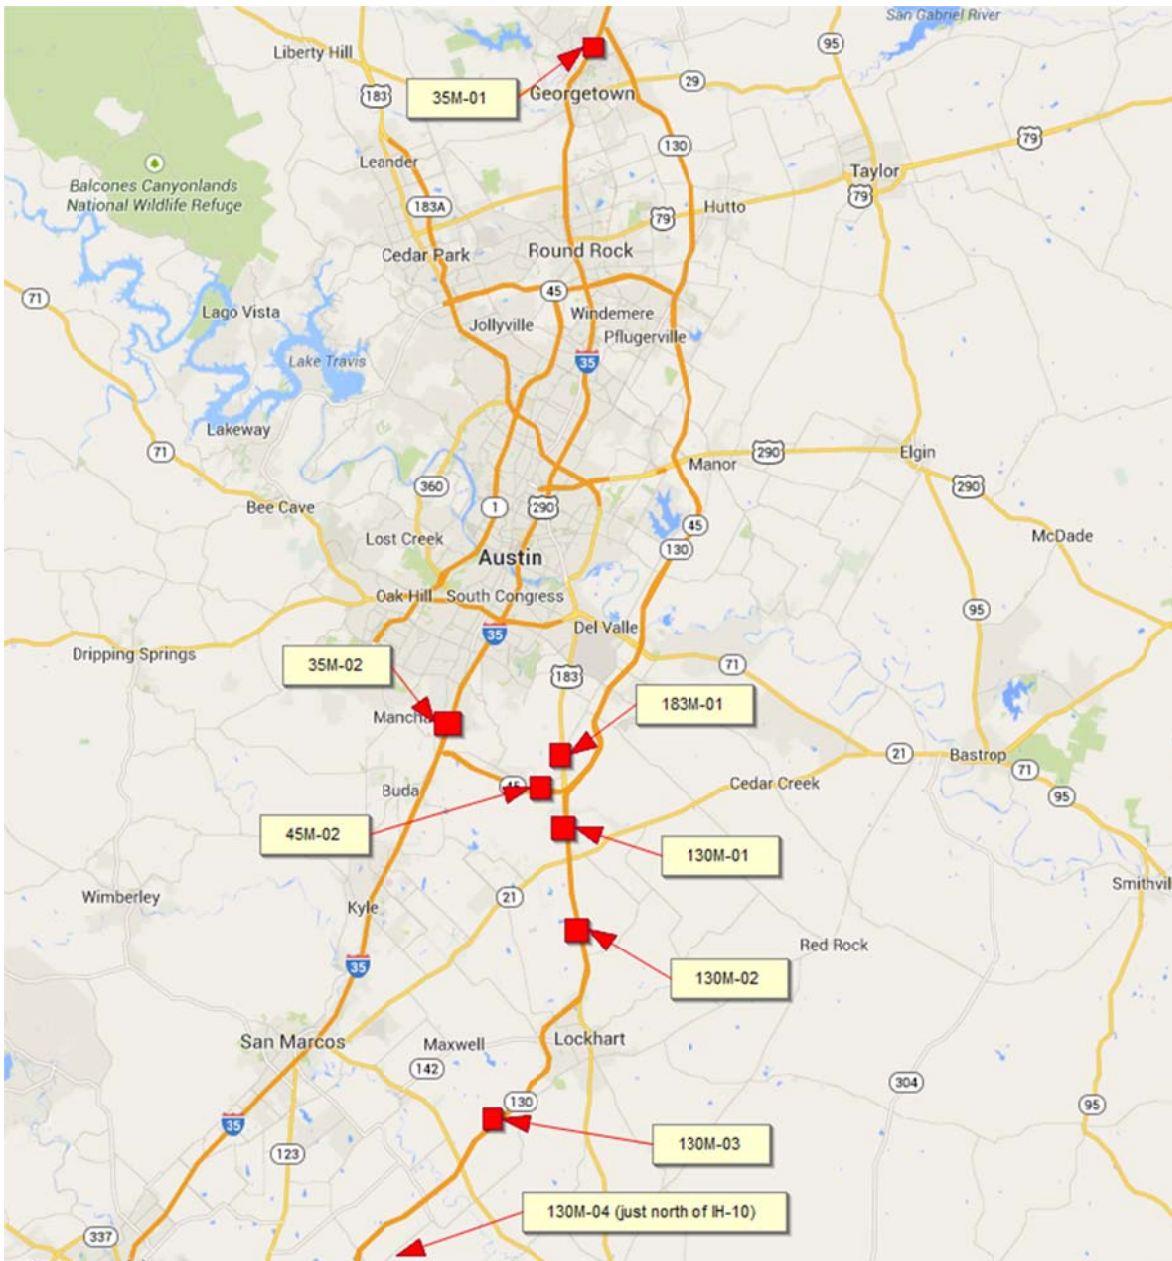 San Gabriel River
Liberty Hill
95
35M-01
Georgetown
29
183
130
79
Leander
Taylor
Balcones Canyonlands
National Wildlife Refuge
79
183A
Hutto
79
Cedar Park
Round Rock
71
45
Lago Vista
Windemere
Jollyville
Pflugerville
Lake Travis
35
Lakeway
71
290
Elgin
Manor
360
290
Bee Cave
1
290
45
McDade
Lost Creek
130
Austin
Oak Hill
South Congress
95
35
Del Valle
Dripping Springs
35M-02
71
183
183M-01
Mancha
21
Bastrop
71
Cedar Creek
45
Buda
95
45M-02
130M-01
Smithvil
Wimberley
21
Kyle
Red Rock
35
130M-02
San Marcos
Maxwell
Lockhart
142
304
130
95
35
130M-03
123
130M-04 (just north of IH-10)
337